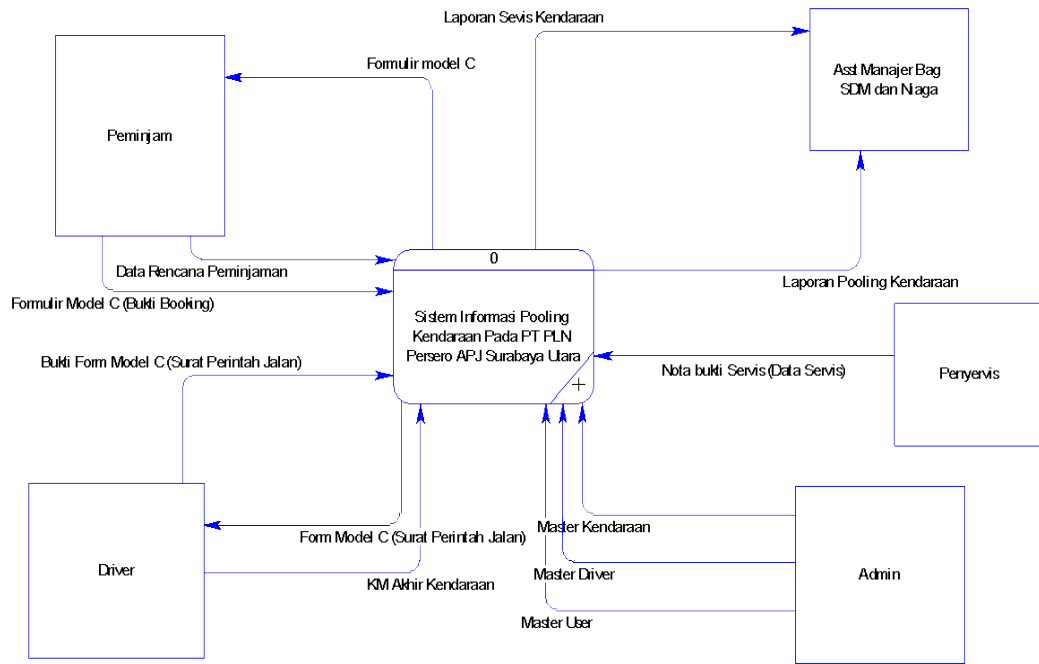 Laporan Sevis Kendaraan
Asst Manajer Bag
SDM dan Niaga
Formulir model C
Peminjam
0
Data Rencana Peminjaman
Laporan Pooling Kendaraan
Formulir Model C (Bukti Booking)
Sistem Informasi Pooling
Kendaraan Pada PT PLN
Persero APJ Surabaya Utara
Bukti Form Model C (Surat Perintah Jalan)
Nota bukti Servis (Data Servis)
Penyervis
Master Kendaraan
Form Model C (Surat Perintah Jalan)
Driver
Master Driver
Admin
KM Akhir Kendaraan
Master User